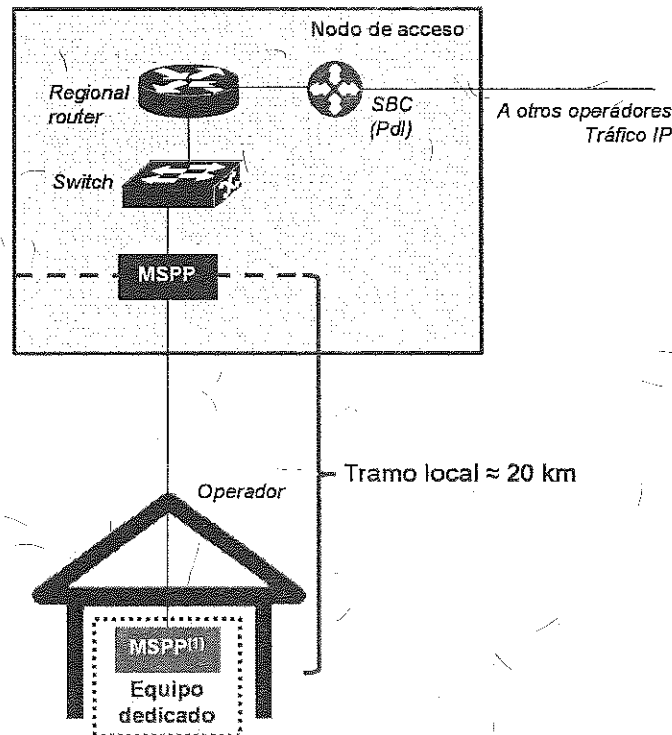 Nodo de acceso
Regional
router
SBC
(PdI)
A otros operadores
Tráfico IP
Switch
MSPP
Operador
Tramo local ≈ 20 km
MSPP(1)
Equipo
dedicado